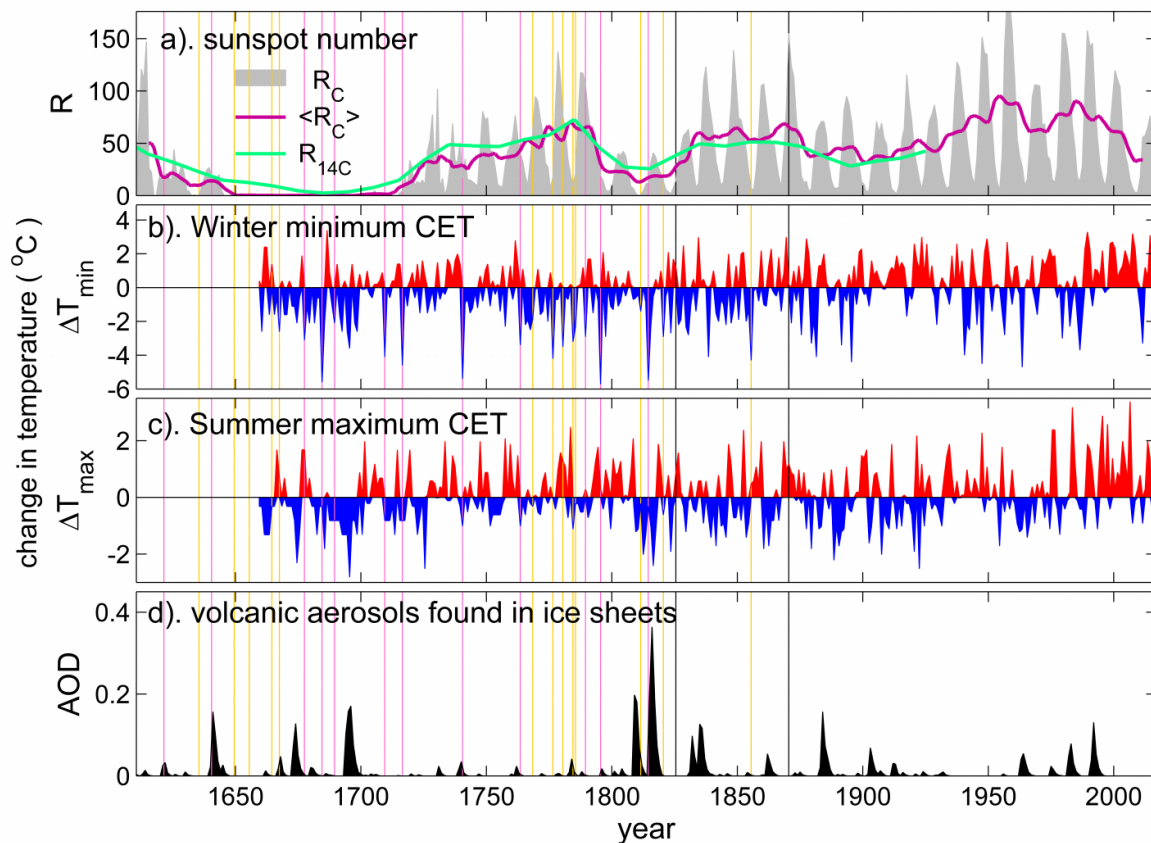 a). sunspot number
R_C
<R_C>
R_14C
R
150
100
50
0
b). Winter minimum CET
ΔT_min
4
2
0
-2
-4
-6
c). Summer maximum CET
ΔT_max
2
0
-2
change in temperature ( °C )
d). volcanic aerosols found in ice sheets
AOD
0.4
0.2
0
1650 1700 1750 1800 1850 1900 1950 2000
year